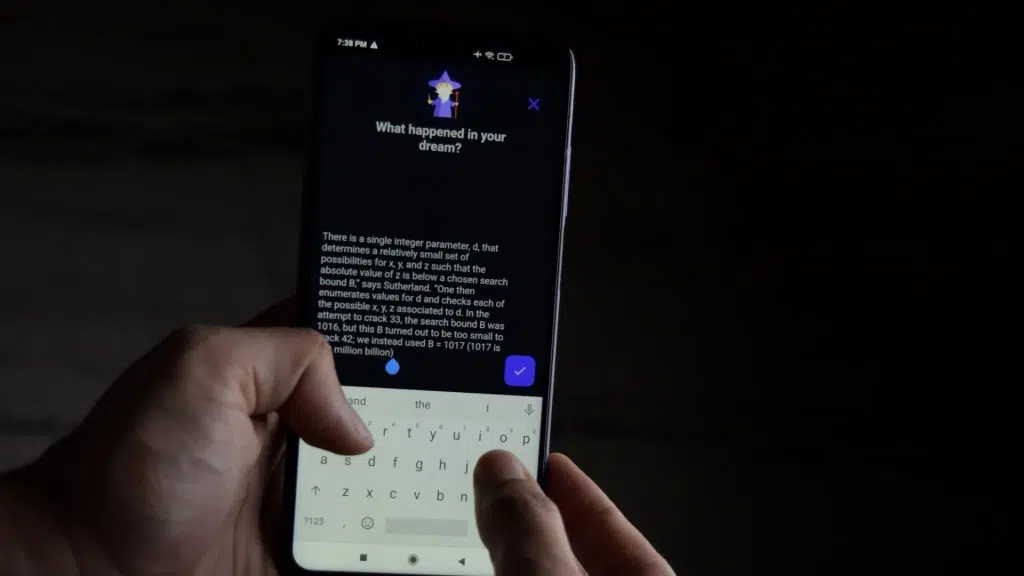 7:38 PM
What happened in your
dream?
There is a single integer parameter, d, that
determines a relatively small set of
possibilities for x, y, and z such that the
absolute value of z is below a chosen search
bound B," says Sutherland. "One then
enumerates values for d and checks each of
the possible x, y, z associated to d. In the
attempt to crack 33, the search bound B was
1016, but this B turned out to be too small to
crack 42; we instead used B = 1017 (1017 is
million billion)
and the I
r t y u i o p
a s d f g h j
z x c v b n
?123 ,